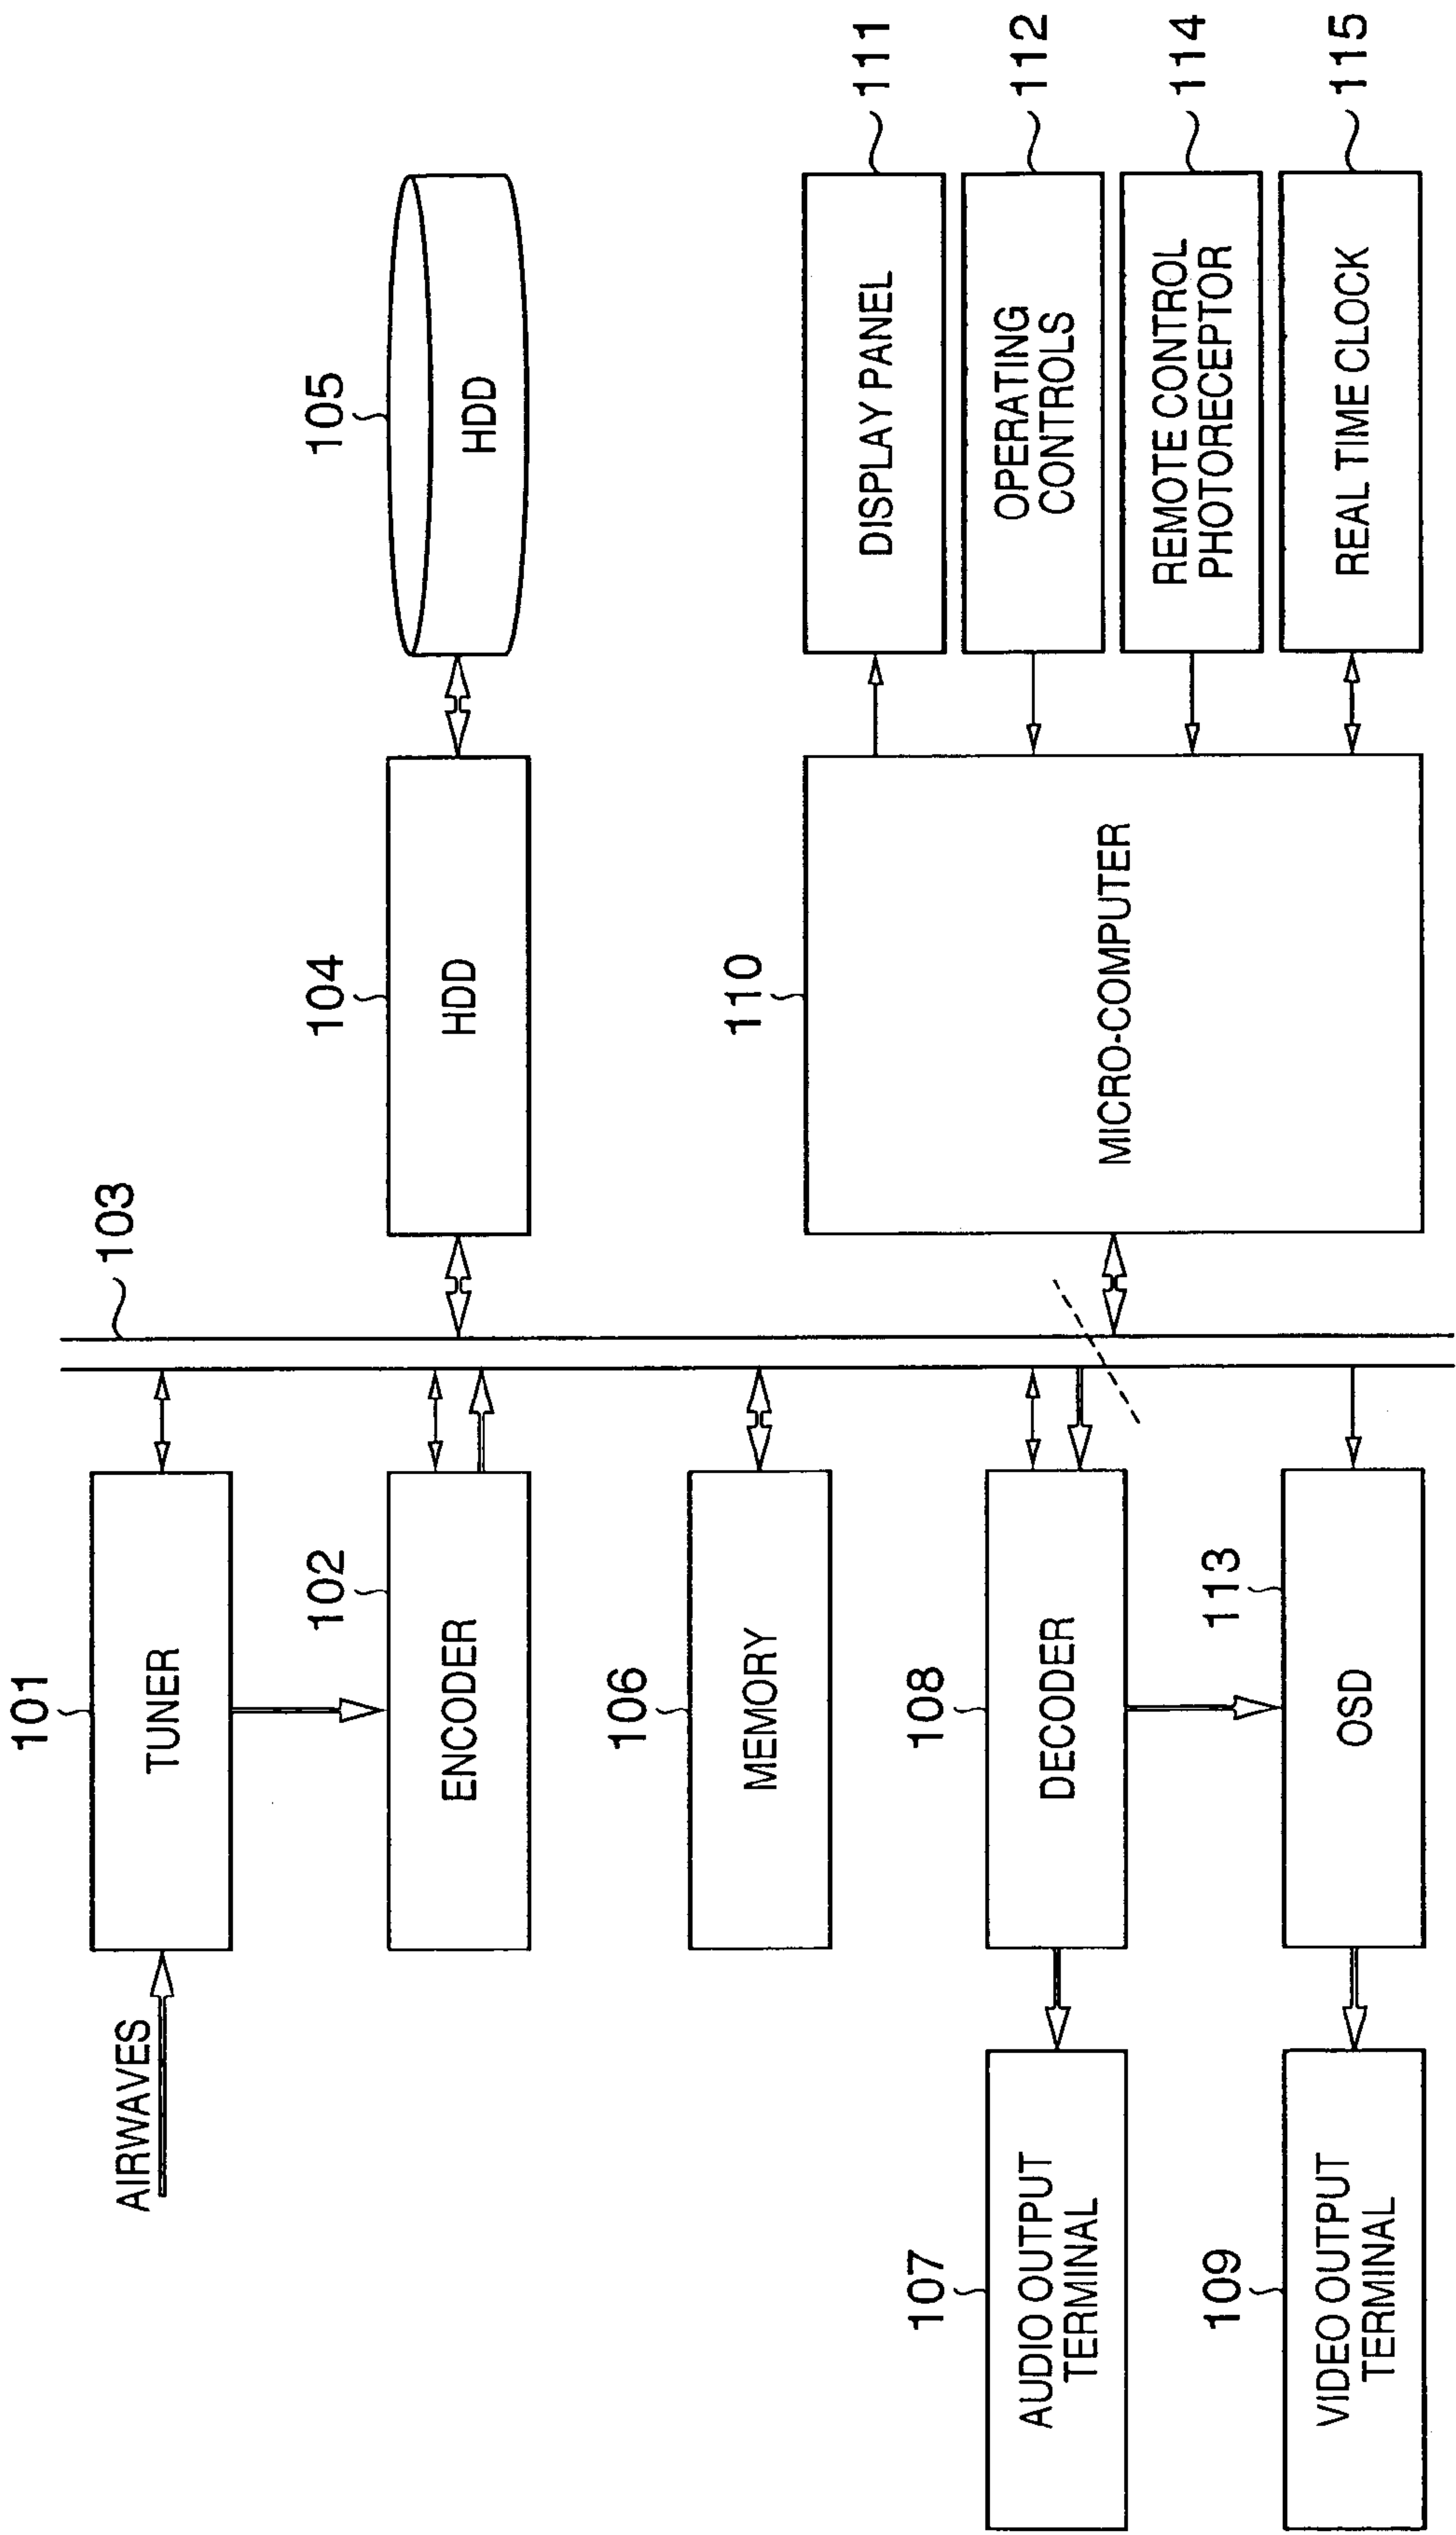 101
TUNER
AIRWAVES
102
ENCODER
106
MEMORY
108
DECODER
113
OSD
107
AUDIO OUTPUT
TERMINAL
109
VIDEO OUTPUT
TERMINAL
103
104
HDD
105
HDD
110
MICRO-COMPUTER
DISPLAY PANEL
111
OPERATING
CONTROLS
112
REMOTE CONTROL
PHOTORECEPTOR
114
REAL TIME CLOCK
115